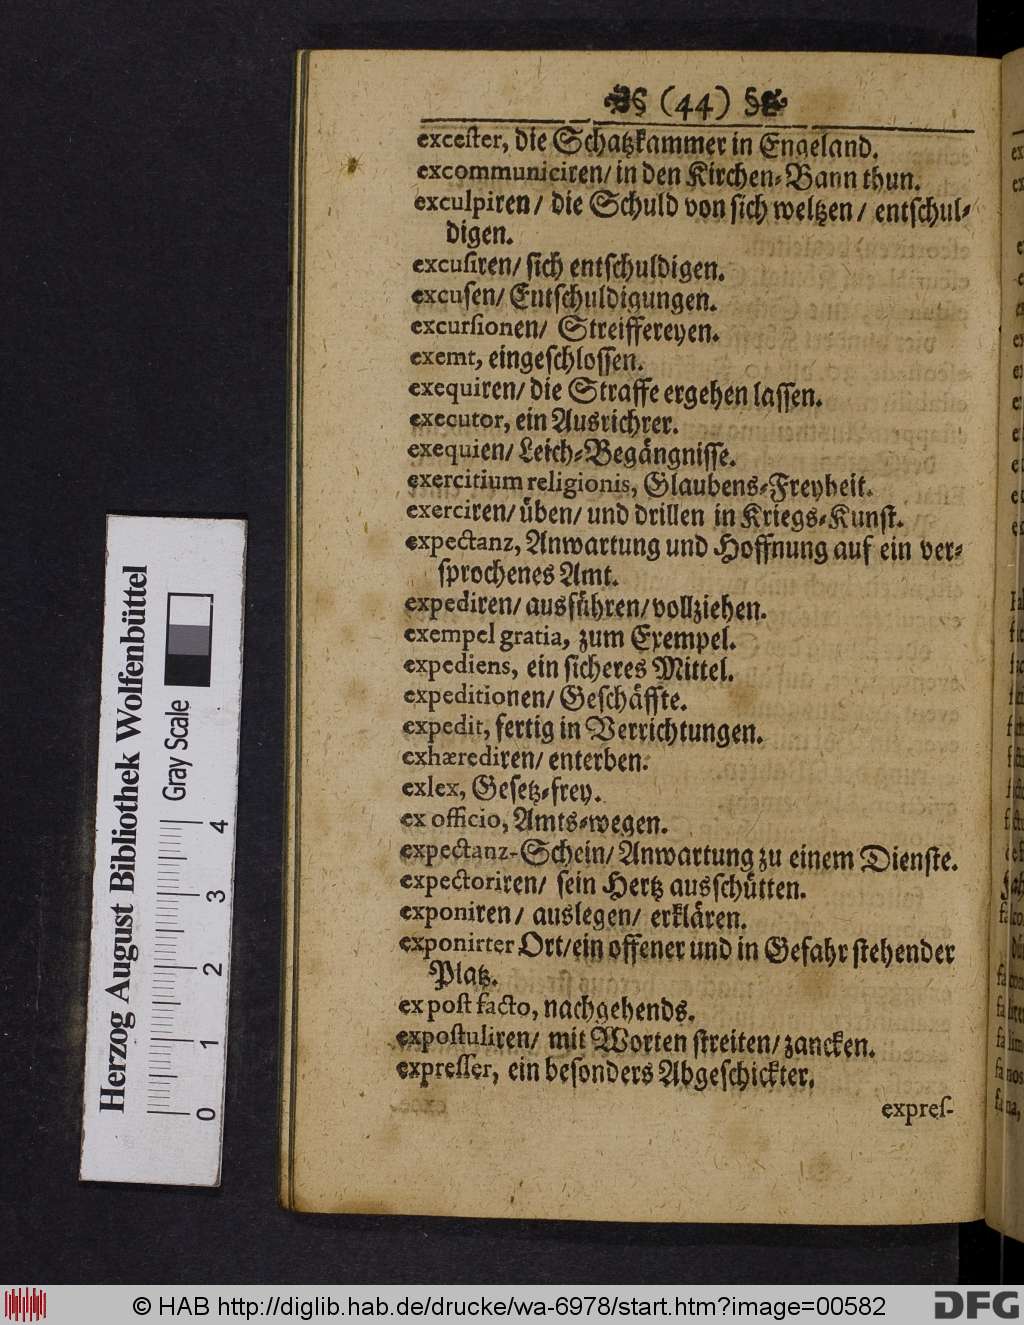 (44)
excester, die Schatzkammer in Engeland.
excommuniciren/ in den Kirchen-Bann thun.
exculpiren/ die Schuld von sich weltzen/ entschul-
digen.
excusiren/ sich entschuldigen.
excusen/ Entschuldigungen.
excursionen/ Streiffereyen.
exemt, eingeschlossen.
exequiren/ die Straffe ergehen lassen.
executor, ein Ausrichrer.
exequien/ Leich-Begängnisse.
exercitium religionis, Glaubens-Freyheit.
exerciren/ üben/ und drillen in Kriegs-Kunst.
expectanz, Anwartung und Hoffnung auf ein ver-
sprochenes Amt.
expediren/ ausführen/ vollziehen.
exempel gratia, zum Exempel.
expediens, ein sicheres Mittel.
expeditionen/ Geschäffte.
expedit, fertig in Verrichtungen.
exhærediren/ enterben.
exlex, Gesetz-frey.
ex officio, Amts-wegen.
expectanz-Schein/ Anwartung zu einem Dienste.
expectoriren/ sein Hertz ausschütten.
exponiren/ auslegen/ erklären.
exponirter Ort/ ein offener und in Gefahr stehender
Platz.
ex post facto, nachgehends.
expostuliren/ mit Worten streiten/ zancken.
expresser, ein besonders Abgeschickter.
expres-
Herzog August Bibliothek Wolfenbüttel
Gray Scale
0 1 2 3 4
© HAB http://diglib.hab.de/drucke/wa-6978/start.htm?image=00582
DFG